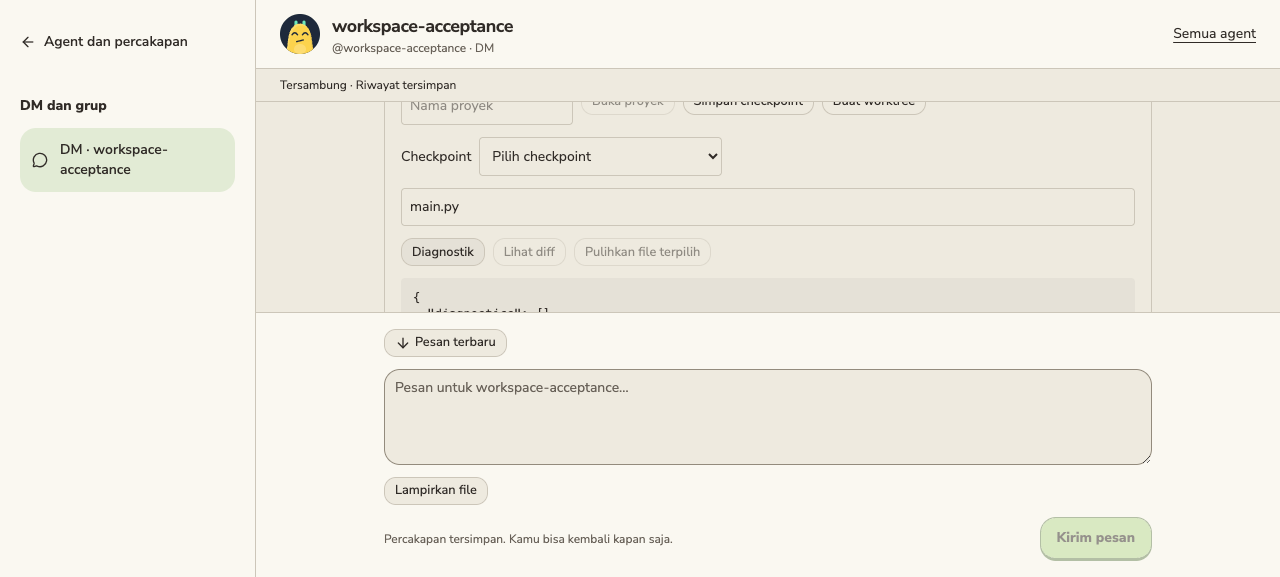 Agent dan percakapan
DM dan grup
DM · workspace-
acceptance
workspace-acceptance
@workspace-acceptance · DM
Semua agent
Tersambung · Riwayat tersimpan
Nama proyek
Buka proyek
Simpan checkpoint
Buat worktree
Checkpoint
Pilih checkpoint
main.py
Diagnostik
Lihat diff
Pulihkan file terpilih
{
"diagnostics": []
Pesan terbaru
Pesan untuk workspace-acceptance...
Lampirkan file
Percakapan tersimpan. Kamu bisa kembali kapan saja.
Kirim pesan